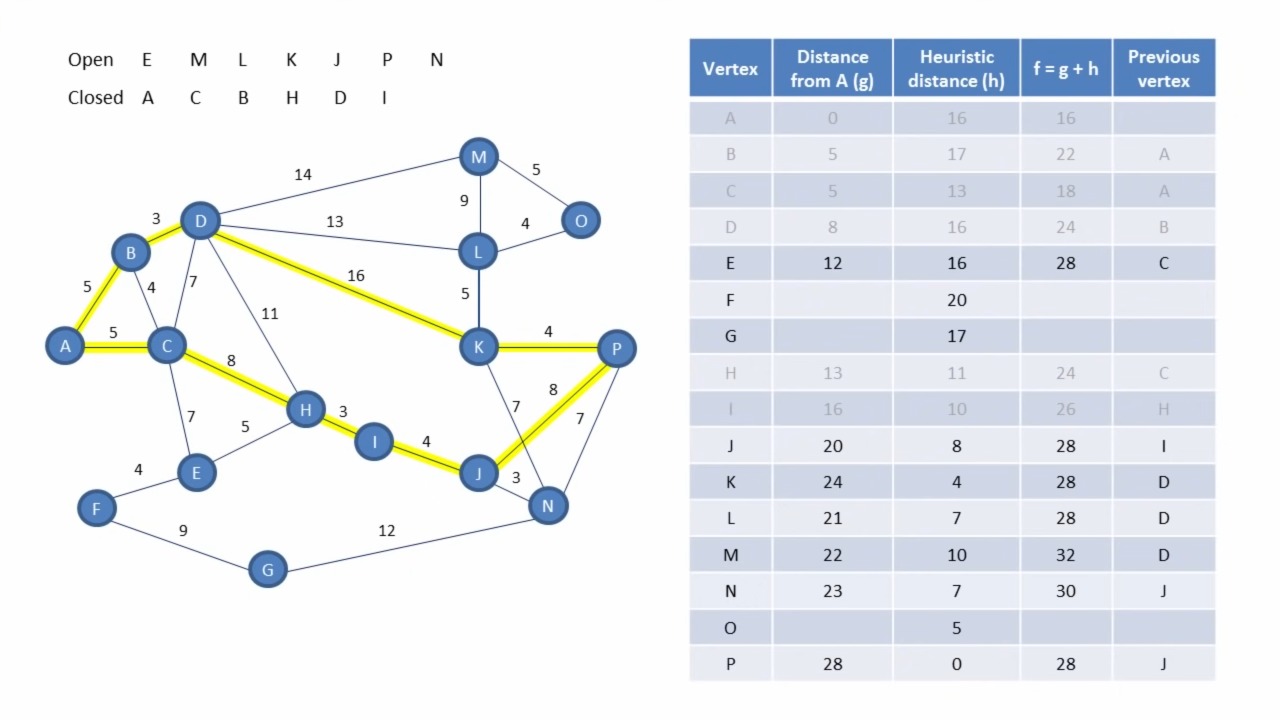 Open E M L K J P N
Closed A C B H D I
M
5
14
3
D
9
O
13
4
B
L
7
16
5
4
5
11
5
4
A
C
K
P
8
8
7
7
H
3
7
5
I
4
J
3
4
E
N
F
9
12
G
Vertex Distance from A (g) Heuristic distance (h) f = g + h Previous vertex
A 0 16 16
B 5 17 22 A
C 5 13 18 A
D 8 16 24 B
E 12 16 28 C
F 20
G 17
H 13 11 24 C
I 16 10 26 H
J 20 8 28 I
K 24 4 28 D
L 21 7 28 D
M 22 10 32 D
N 23 7 30 J
O 5
P 28 0 28 J